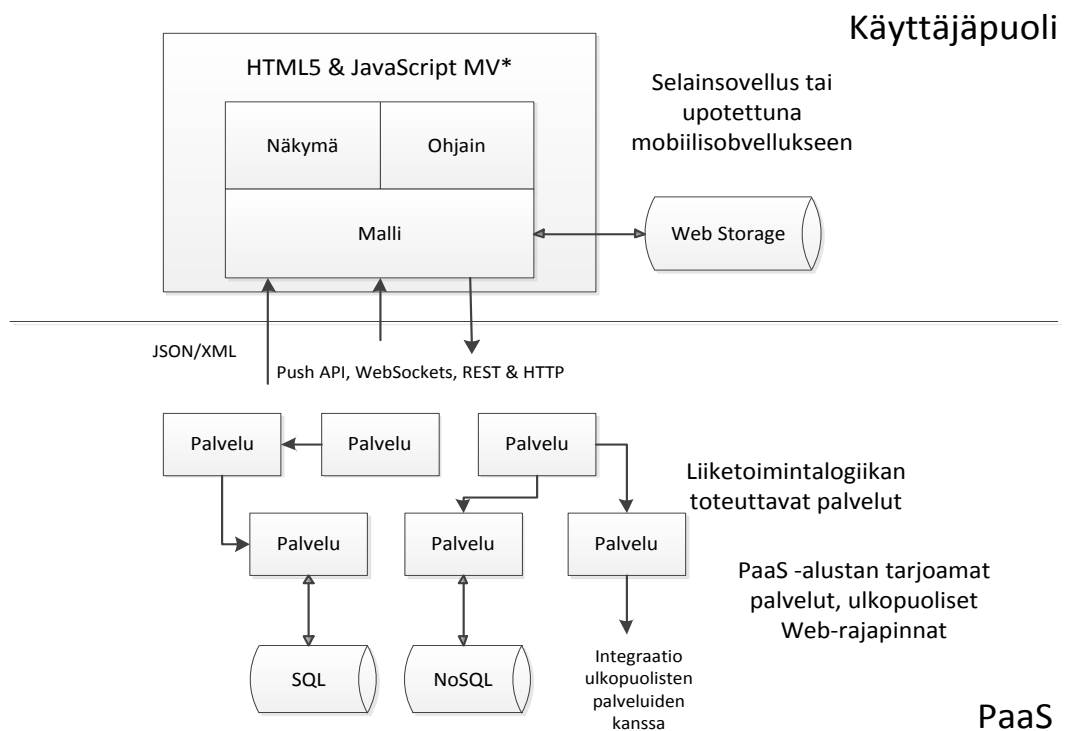 Käyttäjäpuoli
HTML5 & JavaScript MV*
Selainsovellus tai
upotettuna
mobiilisobvellukseen
Näkymä
Ohjain
Malli
Web Storage
JSON/XML
Push API, WebSockets, REST & HTTP
Palvelu
Palvelu
Palvelu
Liiketoimintalogiikan
toteuttavat palvelut
Palvelu
Palvelu
Palvelu
PaaS -alustan tarjoamat
palvelut, ulkopuoliset
Web-rajapinnat
SQL
NoSQL
Integraatio
ulkopuolisten
palveluiden
kanssa
PaaS